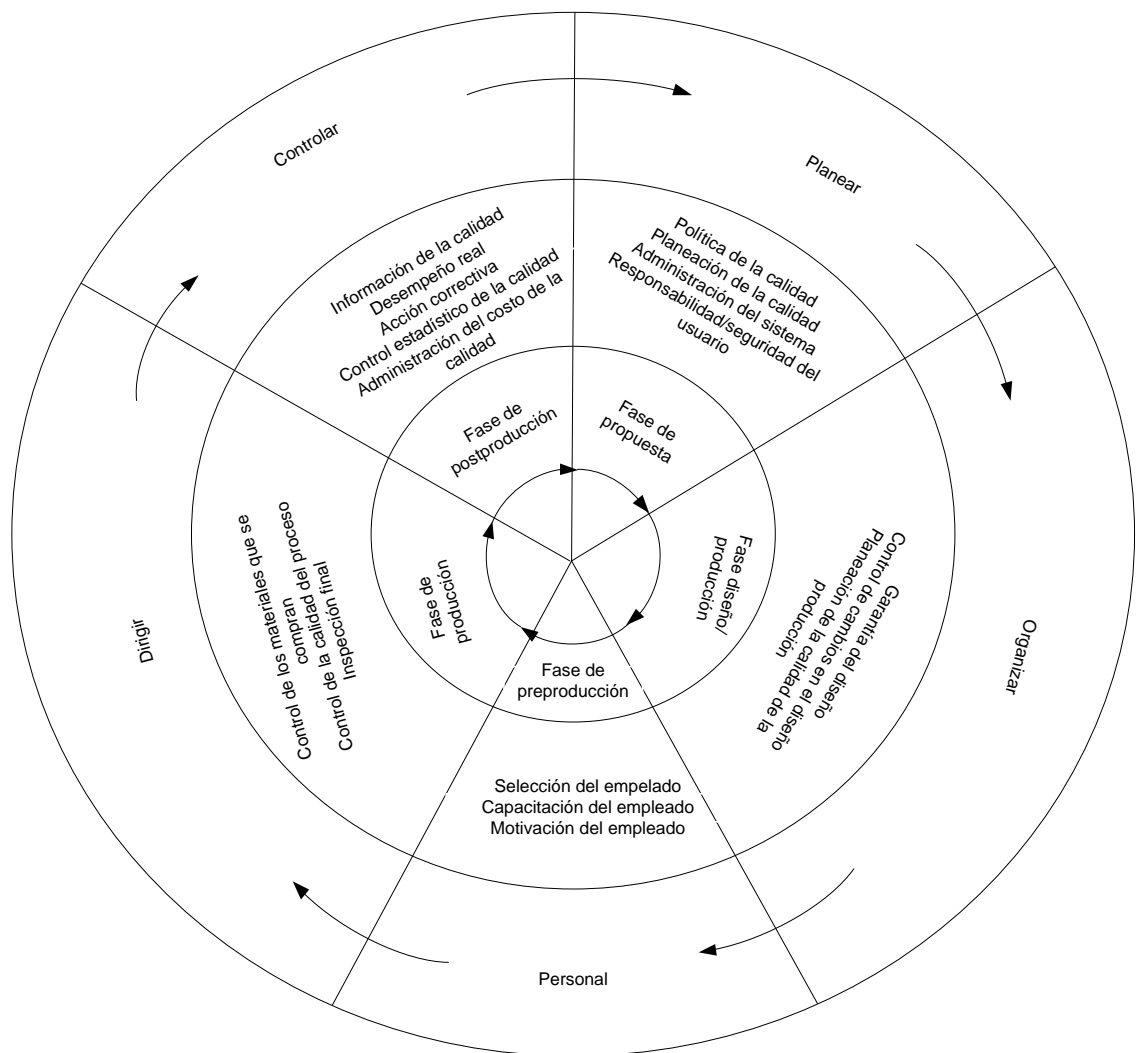 Controlar
Planear
Organizar
Personal
Dirigir
Información de la calidad
Desempeño real
Acción correctiva
Control estadístico de la calidad
Administración del costo de la
calidad
Política de la calidad
Planeación de la calidad
Administración del sistema
Responsabilidad/seguridad del
usuario
Garantía del diseño
Control de cambios en el diseño
Planeación de la calidad de la
producción
Selección del empelado
Capacitación del empleado
Motivación del empleado
Control de los materiales que se
compran
Control de la calidad del proceso
Inspección final
Fase de
postproducción
Fase de
propuesta
Fase diseño/
producción
Fase de
preproducción
Fase de
producción